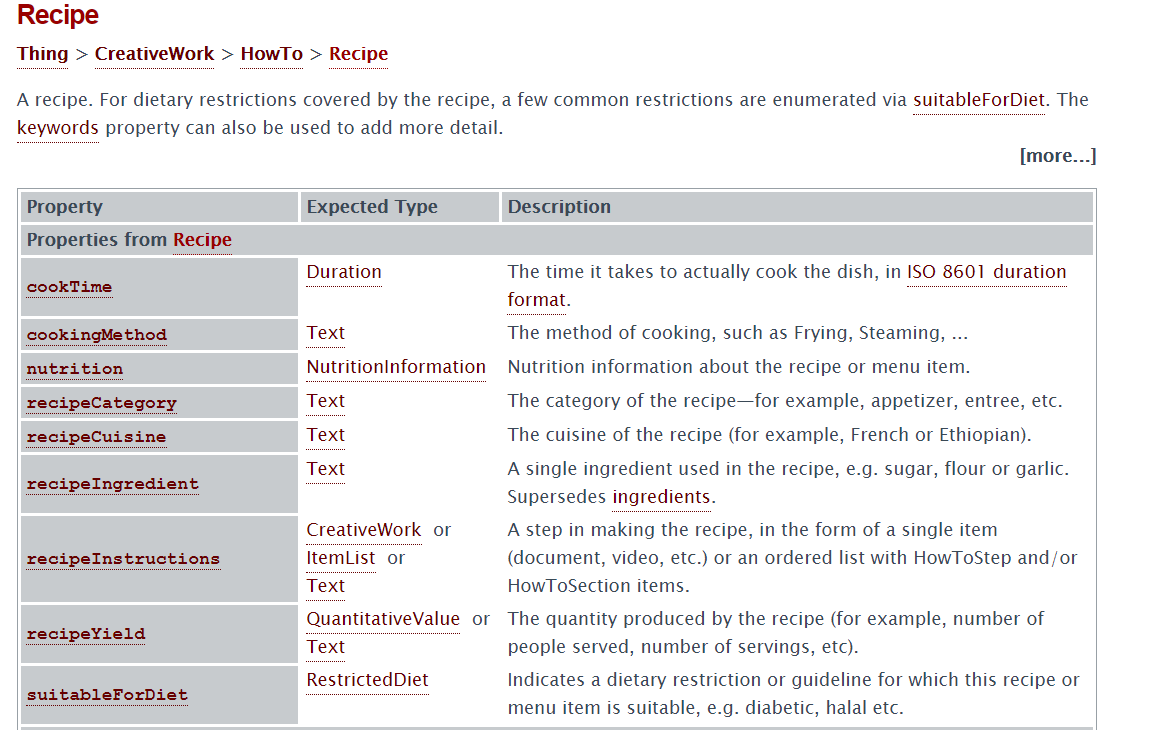 Recipe
Thing > CreativeWork > HowTo > Recipe
A recipe. For dietary restrictions covered by the recipe, a few common restrictions are enumerated via suitableForDiet. The
keywords property can also be used to add more detail.
[more...]
Property Expected Type Description
Properties from Recipe
cookTime Duration The time it takes to actually cook the dish, in ISO 8601 duration
format.
cookingMethod Text The method of cooking, such as Frying, Steaming, ...
nutrition NutritionInformation Nutrition information about the recipe or menu item.
recipeCategory Text The category of the recipe—for example, appetizer, entree, etc.
recipeCuisine Text The cuisine of the recipe (for example, French or Ethiopian).
recipeIngredient Text A single ingredient used in the recipe, e.g. sugar, flour or garlic.
Supersedes ingredients.
recipeInstructions CreativeWork or
ItemList or
Text
A step in making the recipe, in the form of a single item
(document, video, etc.) or an ordered list with HowToStep and/or
HowToSection items.
recipeYield QuantitativeValue or
Text
The quantity produced by the recipe (for example, number of
people served, number of servings, etc).
suitableForDiet RestrictedDiet Indicates a dietary restriction or guideline for which this recipe or
menu item is suitable, e.g. diabetic, halal etc.